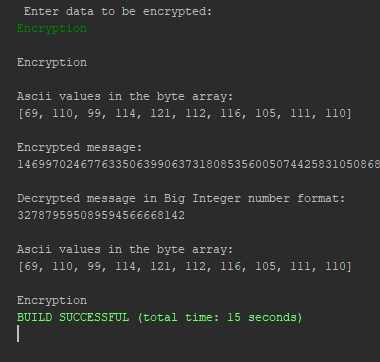 Enter data to be encrypted:
Encryption
Encryption
Ascii values in the byte array:
[69, 110, 99, 114, 121, 112, 116, 105, 111, 110]
Encrypted message:
1469970246776335063990637318085356005074425831050868
Decrypted message in Big Integer number format:
327879595089594566668142
Ascii values in the byte array:
[69, 110, 99, 114, 121, 112, 116, 105, 111, 110]
Encryption
BUILD SUCCESSFUL (total time: 15 seconds)